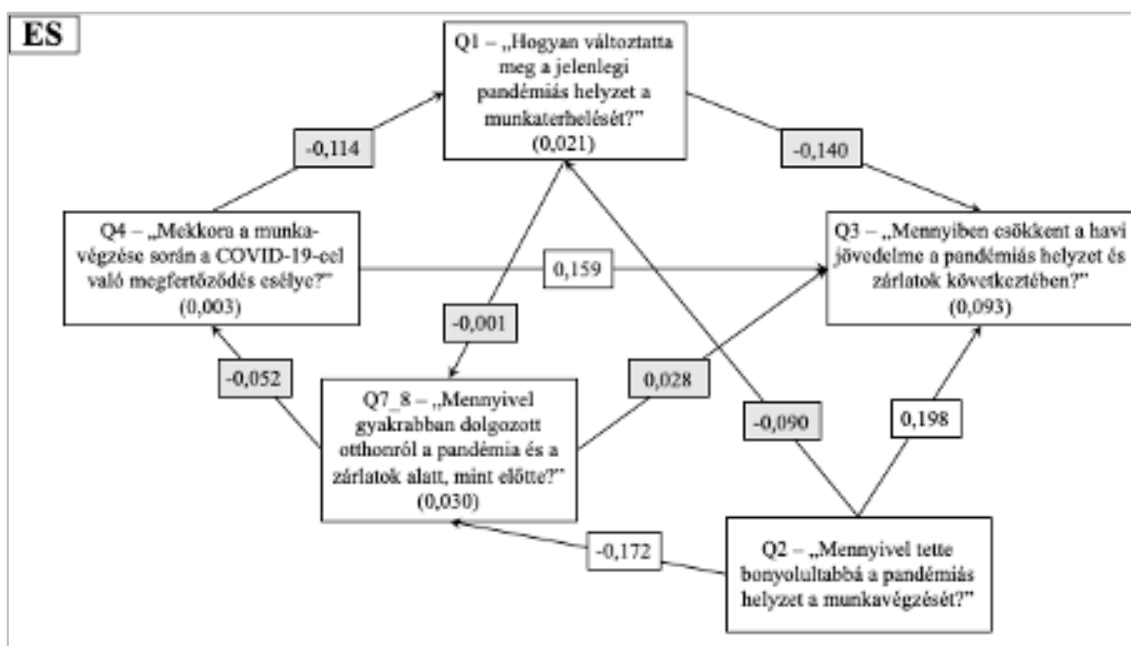 ES
Q1 – „Hogyan változtatta
meg a jelenlegi
pandémiás helyzet a
munkaterhelését?”
(0,021)
-0,114
-0,140
Q4 – „Mekkora a munka-
végzése során a COVID-19-cel
való megfertőződés esélye?”
(0,003)
Q3 – „Mennyiben csökkent a havi
jövedelme a pandémiás helyzet és
zárlatok következtében?”
(0,093)
0,159
-0,001
-0,052
0,028
-0,090
0,198
Q7_8 – „Mennyivel
gyakrabban dolgozott
otthonról a pandémia és a
zárlatok alatt, mint előtte?”
(0,030)
-0,172
Q2 – „Mennyivel tette
bonyolultabbá a pandémiás
helyzet a munkavégzését?”